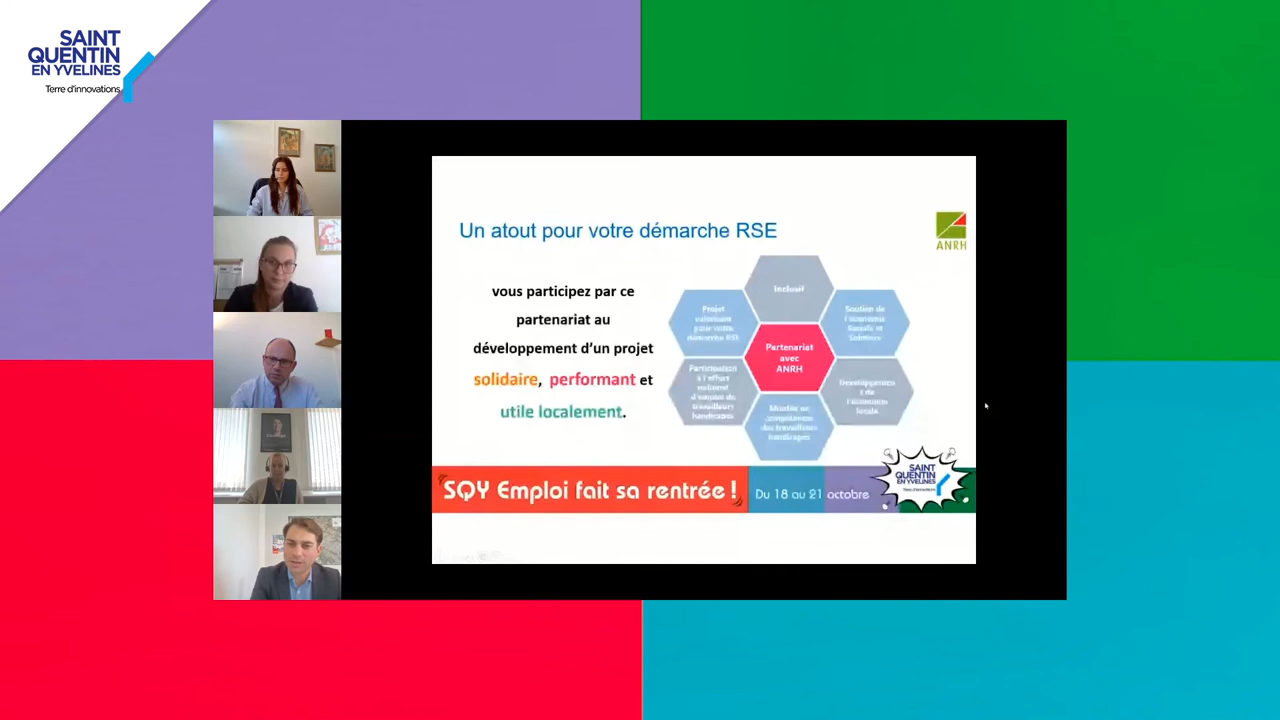 SAINT
QUENTIN
EN YVELINES
Terre d'innovations
Un atout pour votre démarche RSE
ANRH
vous participez par ce
partenariat au
développement d'un projet
solidaire, performant et
utile localement.
Inclusif
Projet
valorisant
pour votre
démarche RSE
Soutien de
l'économie
Sociale et
Solidaire
Partenariat
avec
ANRH
Participation
à l'effort
national
d'emploi de
travailleurs
handicapés
Développement
de
l'économie
locale
Montée en
compétence
des travailleurs
handicapés
SQY Emploi fait sa rentrée !
Du 18 au 21 octobre
SAINT
QUENTIN
EN YVELINES
Terre d'innovations